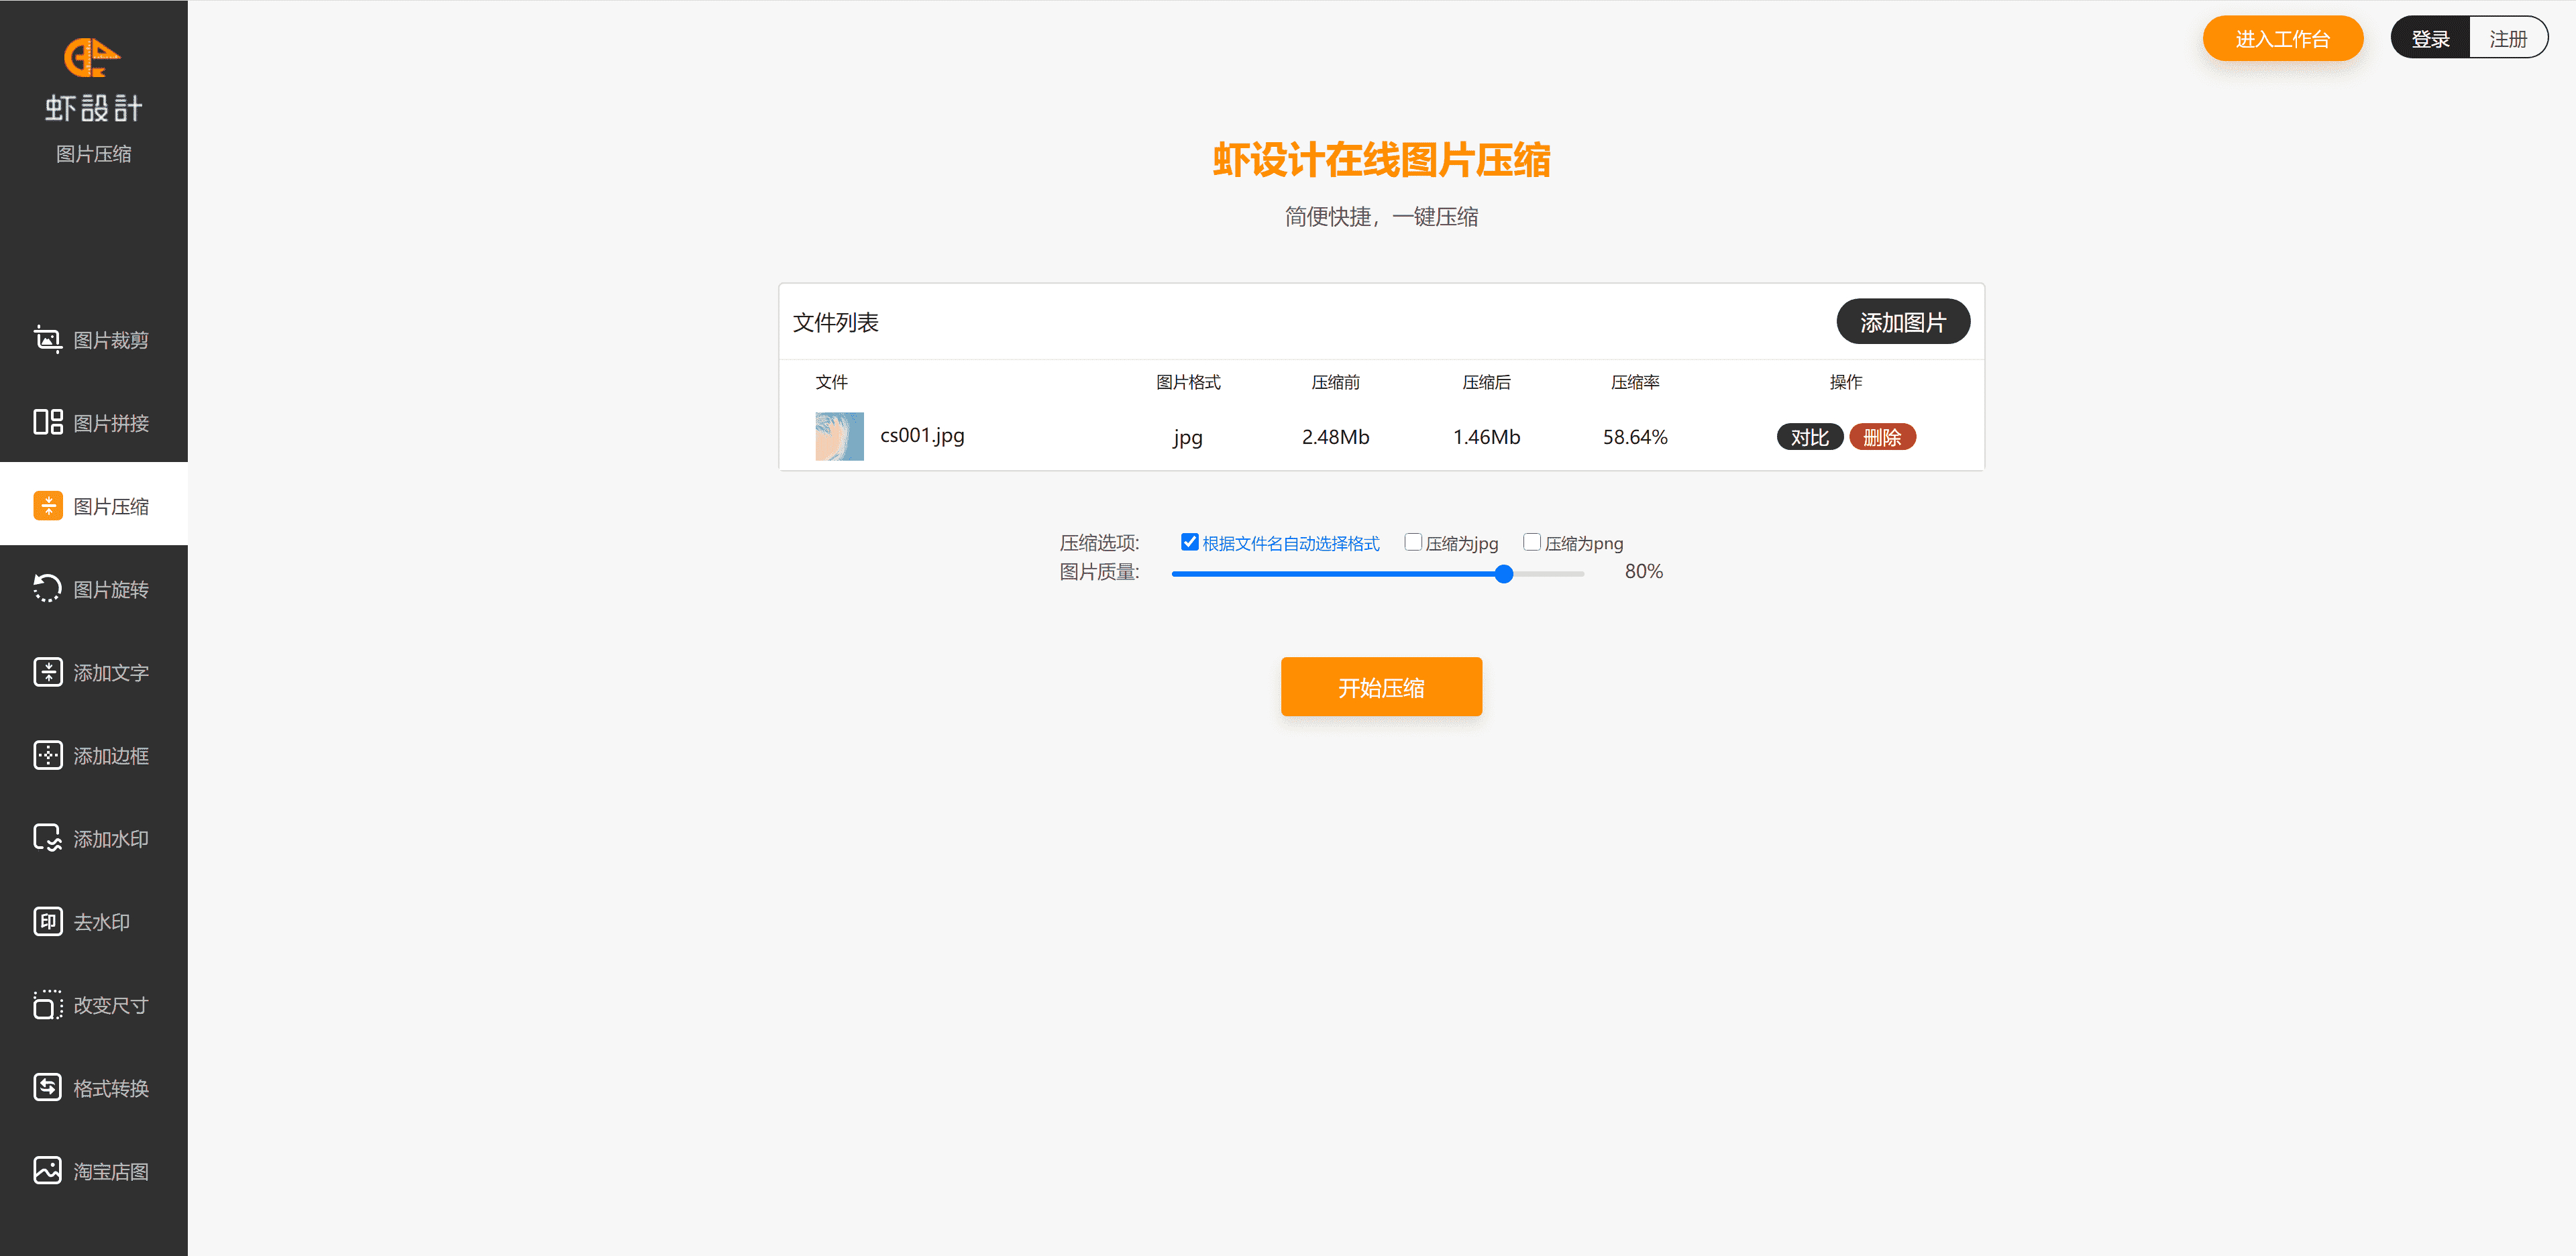 虾設計
图片压缩
图片裁剪
图片拼接
图片压缩
图片旋转
添加文字
添加边框
添加水印
印 去水印
改变尺寸
格式转换
淘宝店图
进入工作台 登录 注册
虾设计在线图片压缩
简便快捷，一键压缩
文件列表 添加图片
文件 图片格式 压缩前 压缩后 压缩率 操作
cs001.jpg jpg 2.48Mb 1.46Mb 58.64% 对比 删除
压缩选项: 根据文件名自动选择格式 压缩为jpg 压缩为png
图片质量: 80%
开始压缩